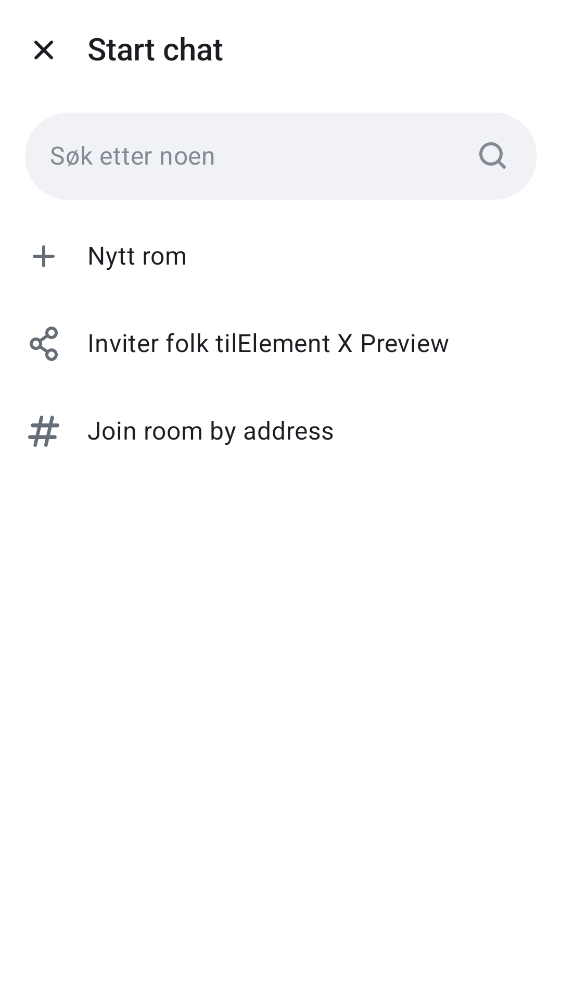 Start chat
Søk etter noen
Nytt rom
Inviter folk tilElement X Preview
Join room by address